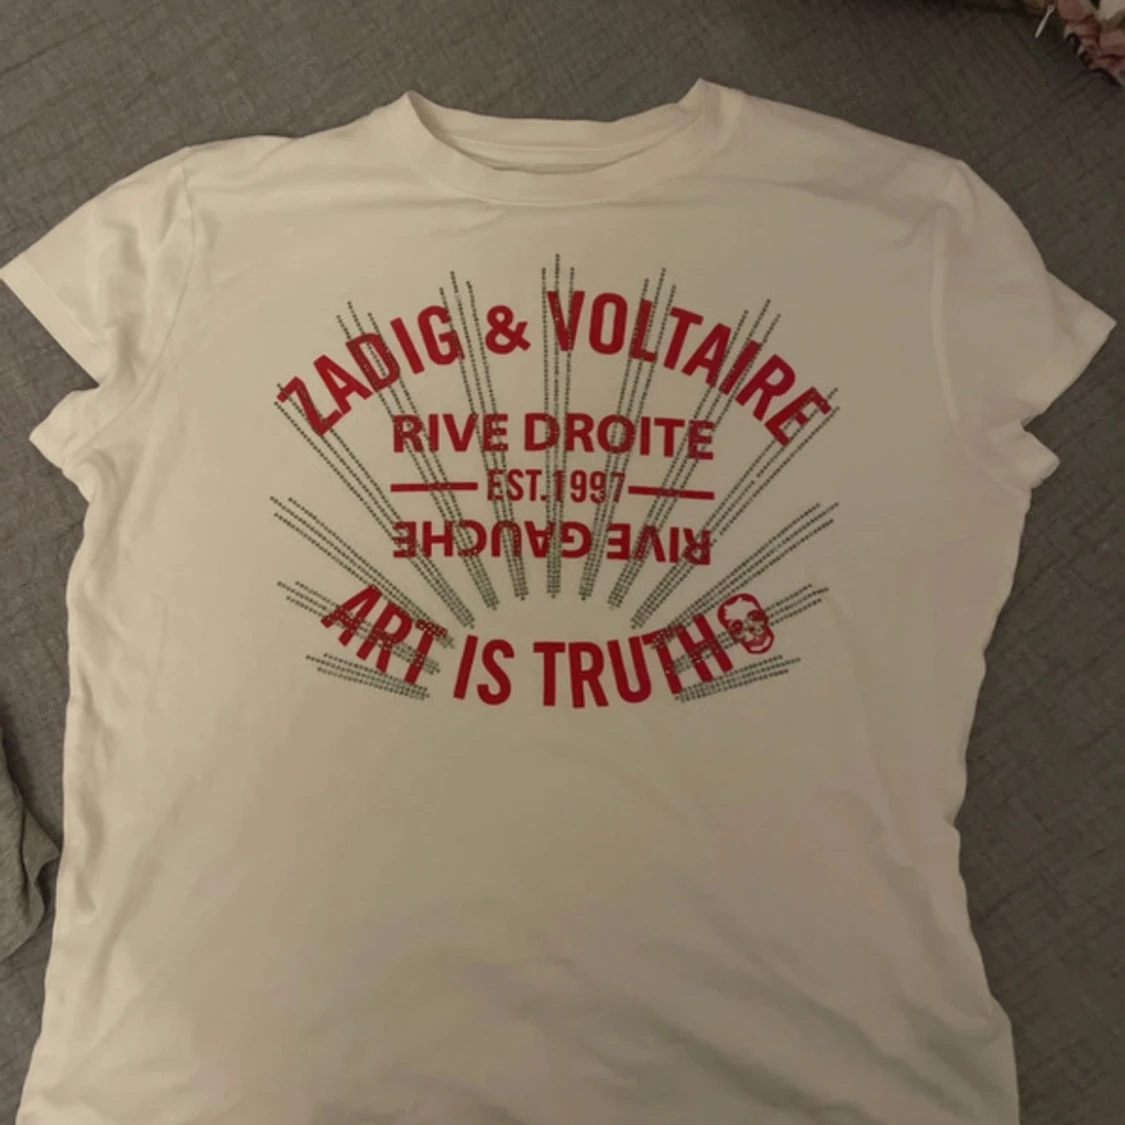 ZADIG & VOLTAIRE
RIVE DROITE
EST.1997
RIVE GAUCHE
ART IS TRUTH